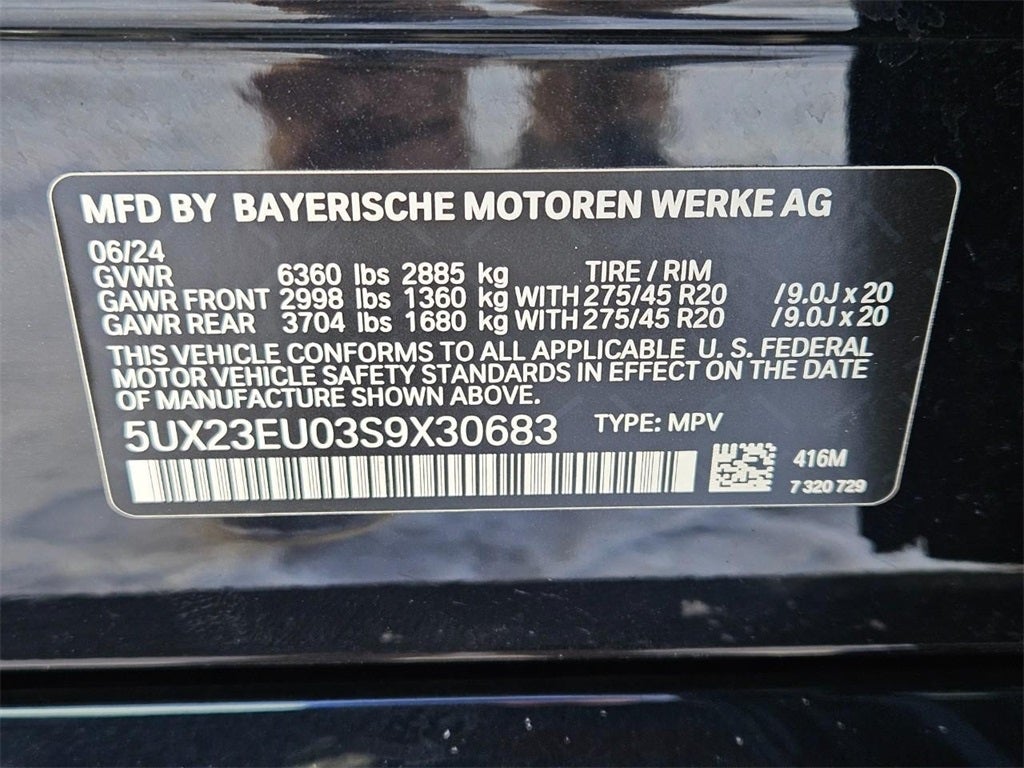 MFD BY BAYERISCHE MOTOREN WERKE AG
06/24
GVWR 6360 lbs 2885 kg TIRE / RIM
GAWR FRONT 2998 lbs 1360 kg WITH 275/45 R20 / 9.0J x 20
GAWR REAR 3704 lbs 1680 kg WITH 275/45 R20 / 9.0J x 20
THIS VEHICLE CONFORMS TO ALL APPLICABLE U. S. FEDERAL
MOTOR VEHICLE SAFETY STANDARDS IN EFFECT ON THE DATE
OF MANUFACTURE SHOWN ABOVE.
5UX23EU03S9X30683 TYPE: MPV
416M
7 320 729